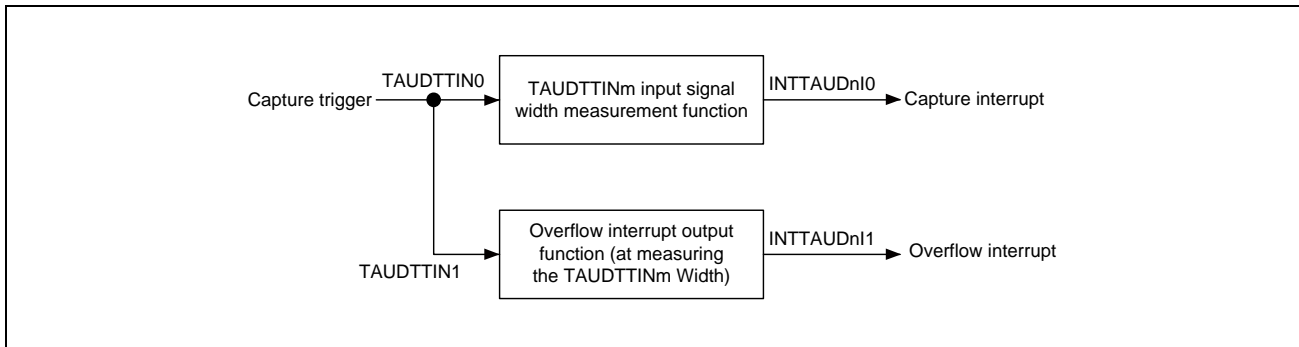 Capture trigger
TAUDTTIN0
TAUDTTINm input signal
width measurement function
INTTAUDnI0
Capture interrupt
TAUDTTIN1
Overflow interrupt output
function (at measuring
the TAUDTTINm Width)
INTTAUDnI1
Overflow interrupt